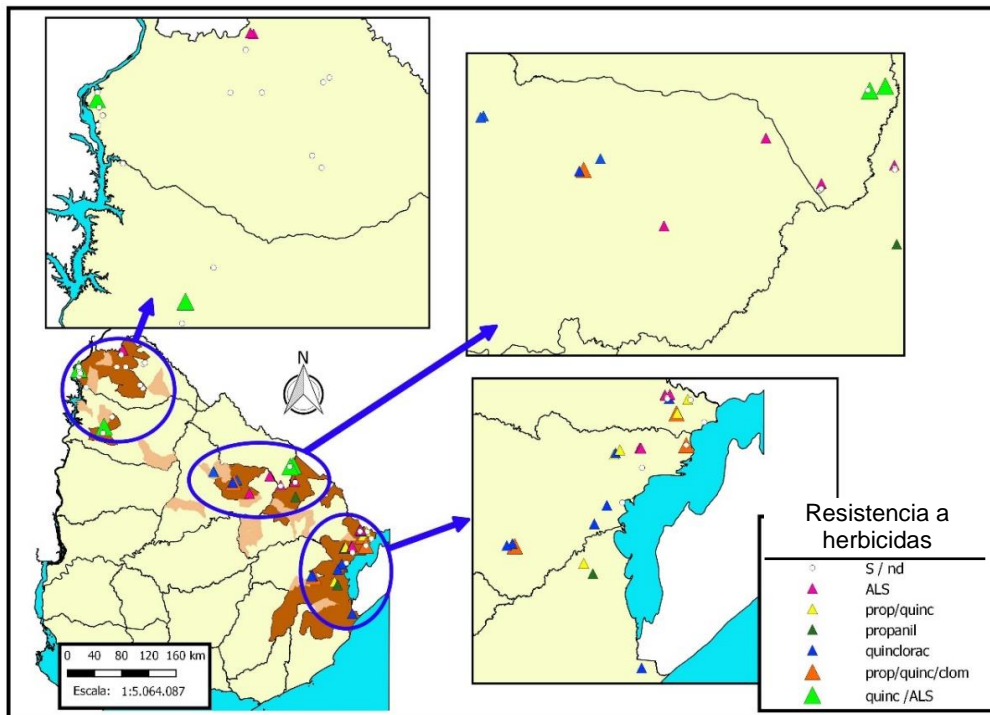 N
0 40 80 120 160 km
Escala: 1:5.064.087
Resistencia a
herbicidas
S / nd
ALS
prop/quinc
propanil
quinclorac
prop/quinc/clom
quinc /ALS